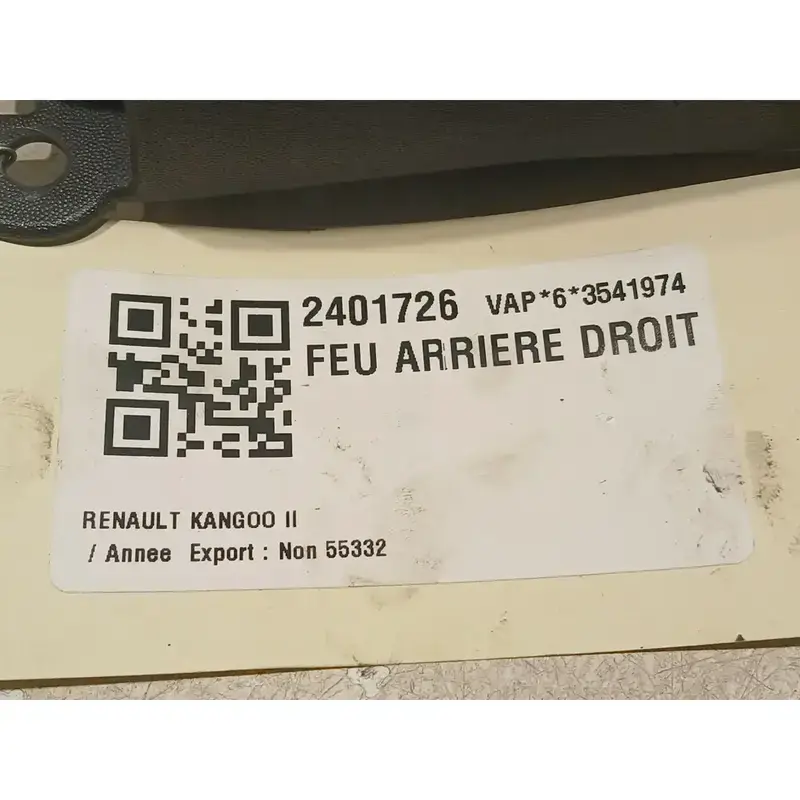 2401726 VAP*6*3541974
FEU ARRIERE DROIT
RENAULT KANGOO II
/ Annee Export : Non 55332